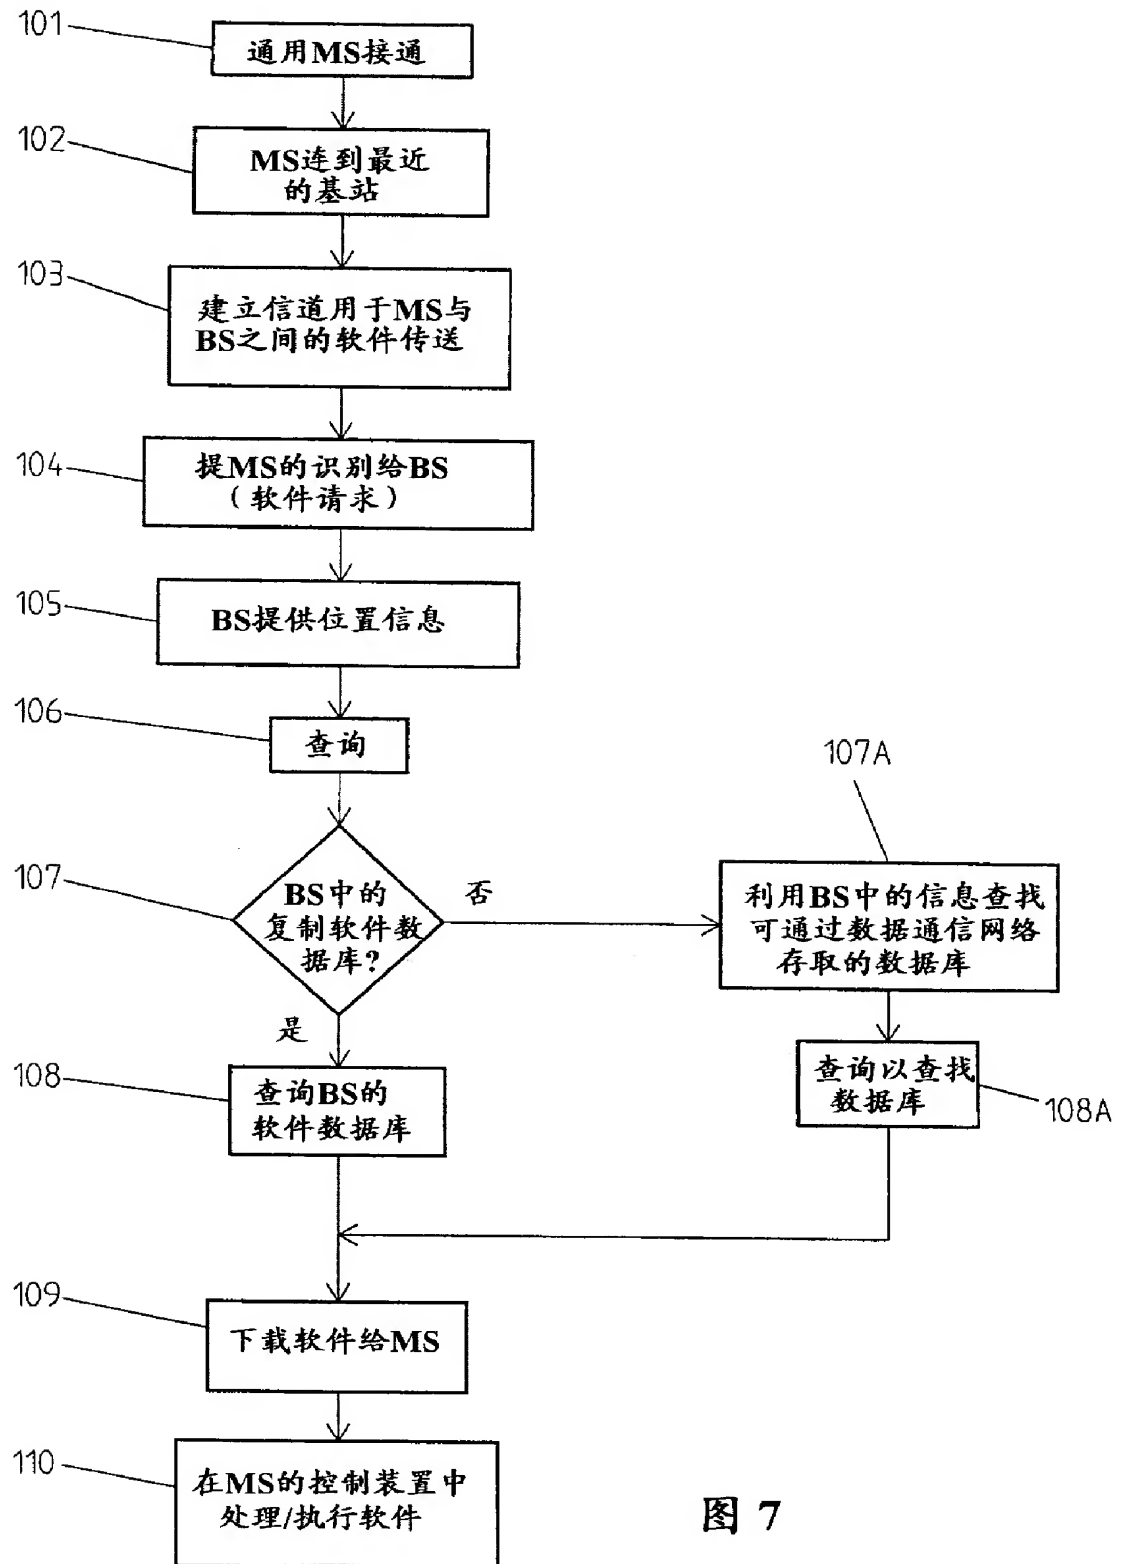 101
通用MS接通
102
MS连到最近
的基站
103
建立信道用于MS与
BS之间的软件传送
104
提MS的识别给BS
（软件请求）
105
BS提供位置信息
106
查询
107A
107
BS中的
复制软件数
据库?
否
利用BS中的信息查找
可通过数据通信网络
存取的数据库
是
108
查询BS的
软件数据库
查询以查找
数据库
108A
109
下载软件给MS
110
在MS的控制装置中
处理/执行软件
图 7